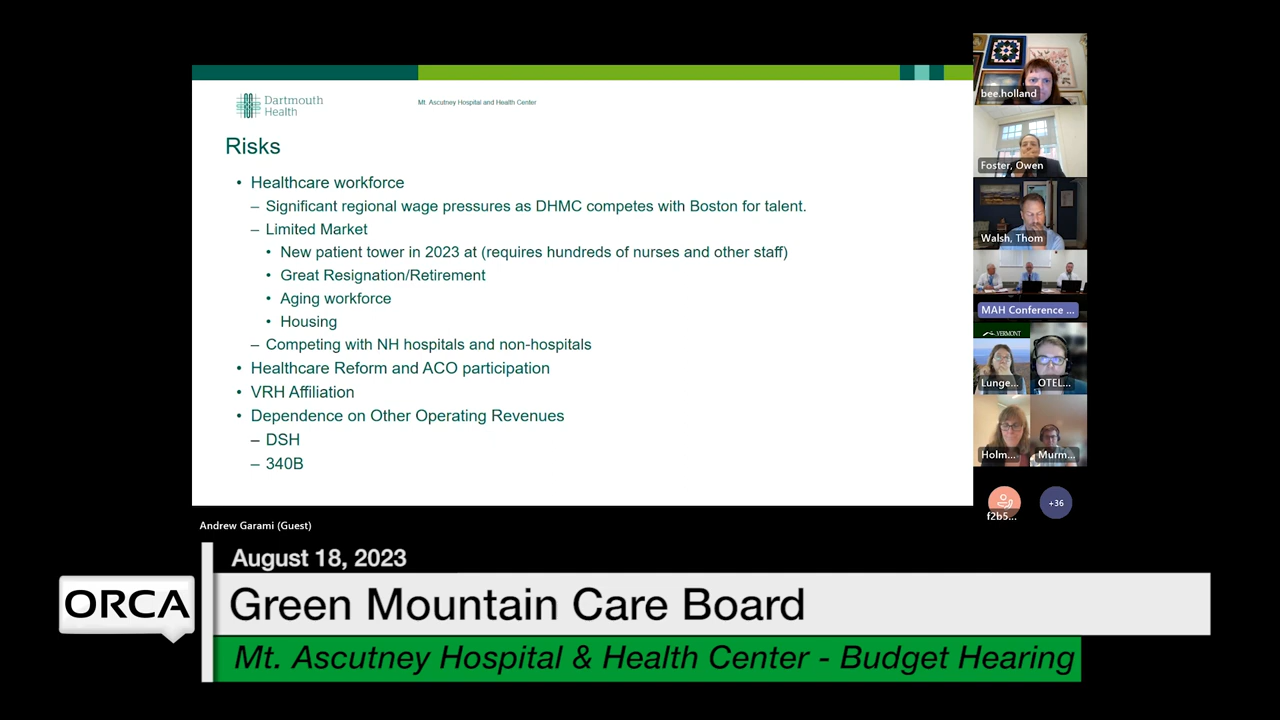 Dartmouth
Health
Mt. Ascutney Hospital and Health Center
Risks
• Healthcare workforce
– Significant regional wage pressures as DHMC competes with Boston for talent.
– Limited Market
• New patient tower in 2023 at (requires hundreds of nurses and other staff)
• Great Resignation/Retirement
• Aging workforce
• Housing
– Competing with NH hospitals and non-hospitals
• Healthcare Reform and ACO participation
• VRH Affiliation
• Dependence on Other Operating Revenues
– DSH
– 340B
bee.holland
Foster, Owen
Walsh, Thom
MAH Conference ...
VERMONT
Lunge...
OTEL...
Holm...
Murm...
f2b5...
+36
Andrew Garami (Guest)
August 18, 2023
ORCA
Green Mountain Care Board
Mt. Ascutney Hospital & Health Center - Budget Hearing